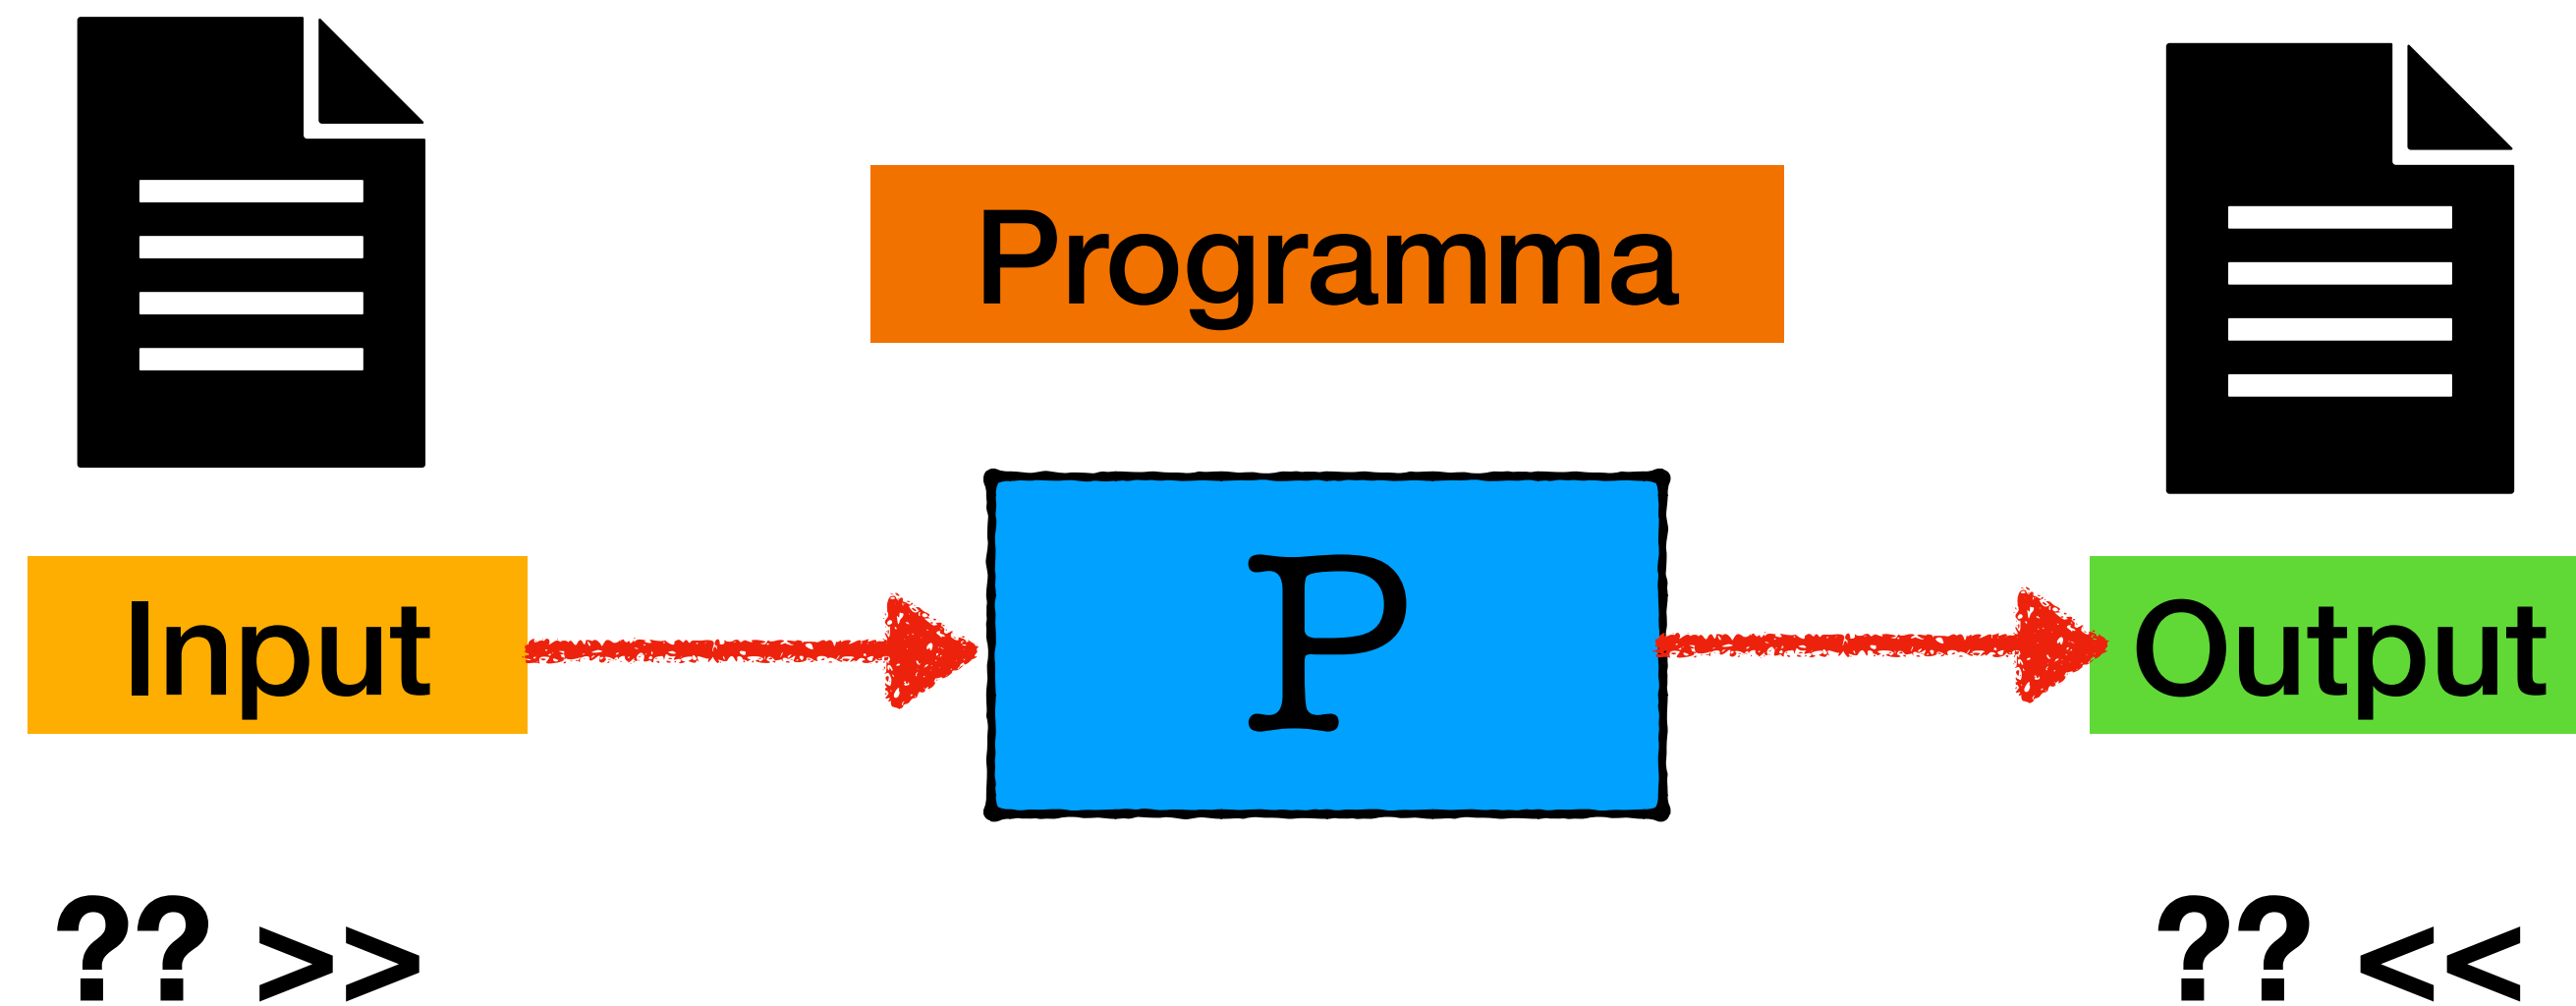 Programma
Input
P
Output
?? >>
?? <<